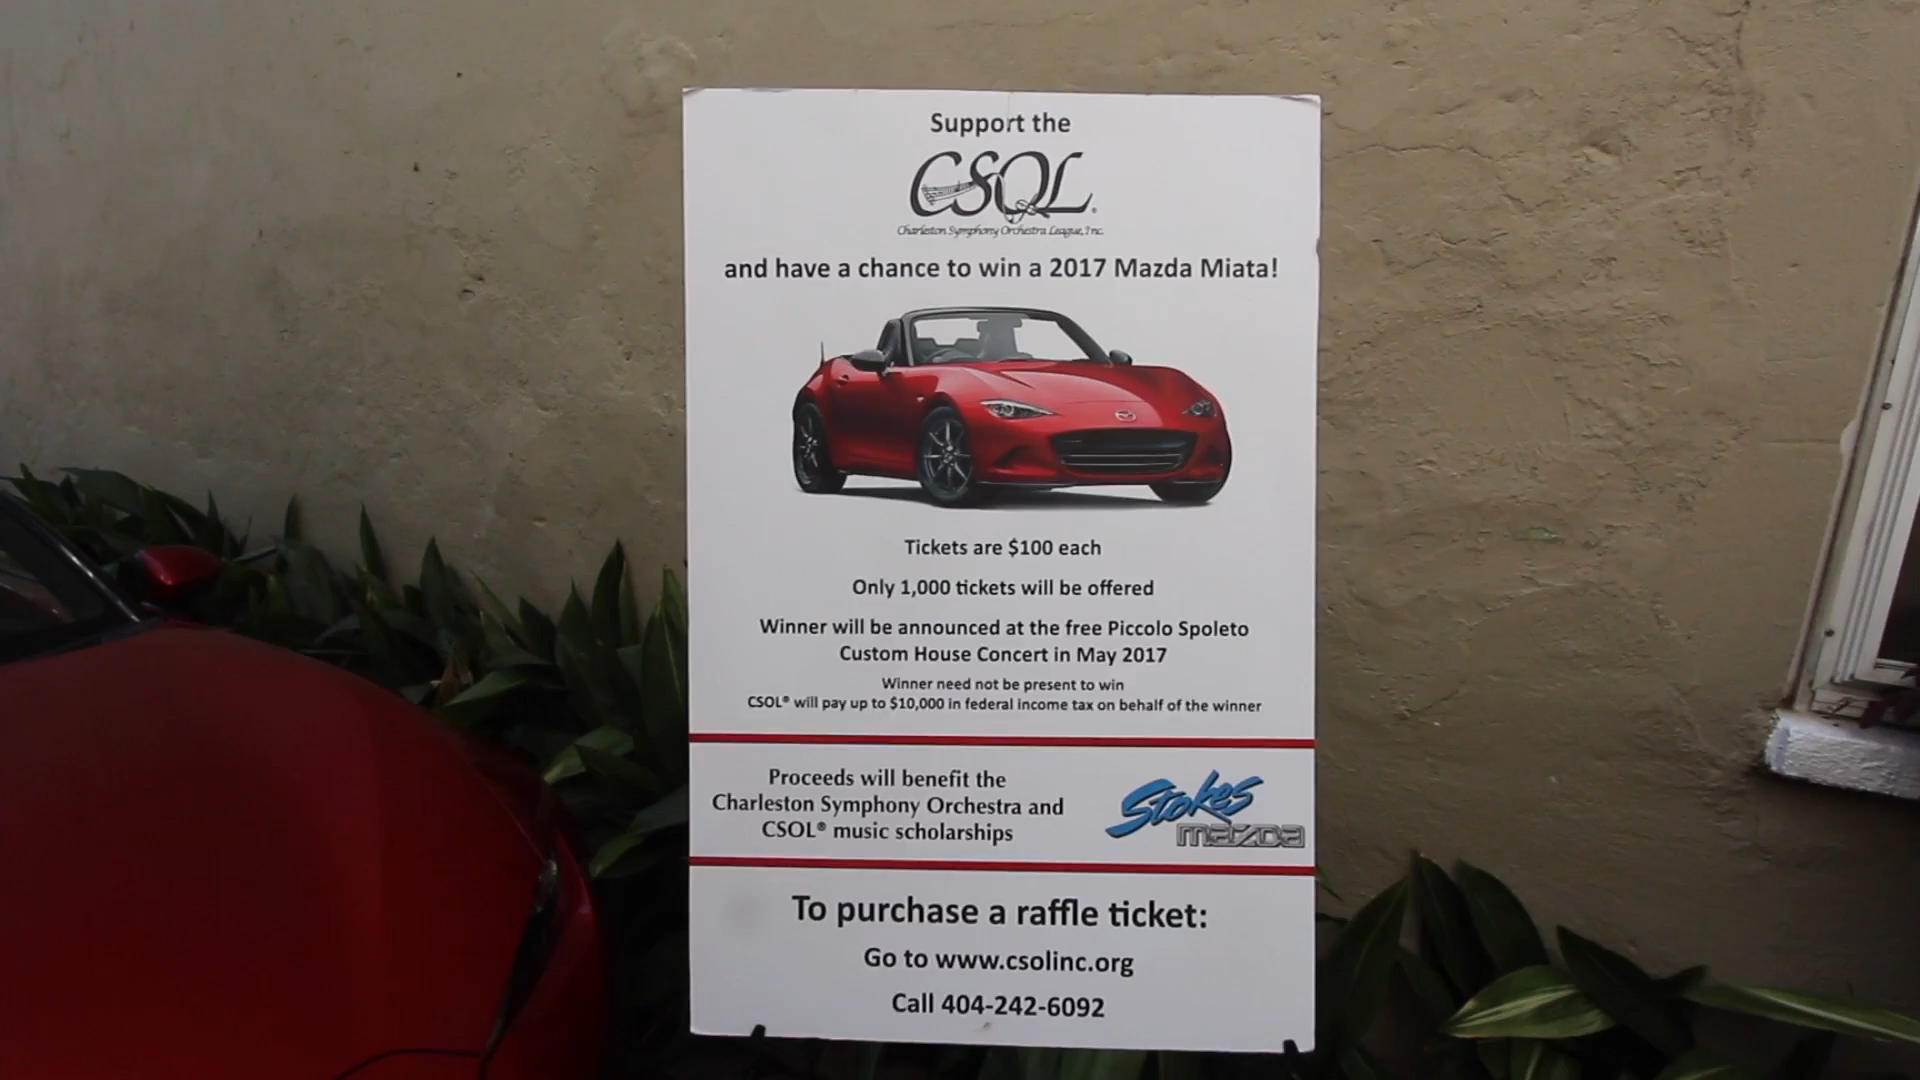 Support the
CSOL®
Charleston Symphony Orchestra League, Inc.
and have a chance to win a 2017 Mazda Miata!
Tickets are $100 each
Only 1,000 tickets will be offered
Winner will be announced at the free Piccolo Spoleto
Custom House Concert in May 2017
Winner need not be present to win
CSOL® will pay up to $10,000 in federal income tax on behalf of the winner
Proceeds will benefit the
Charleston Symphony Orchestra and
CSOL® music scholarships
Stokes
mazda
To purchase a raffle ticket:
Go to www.csolinc.org
Call 404-242-6092